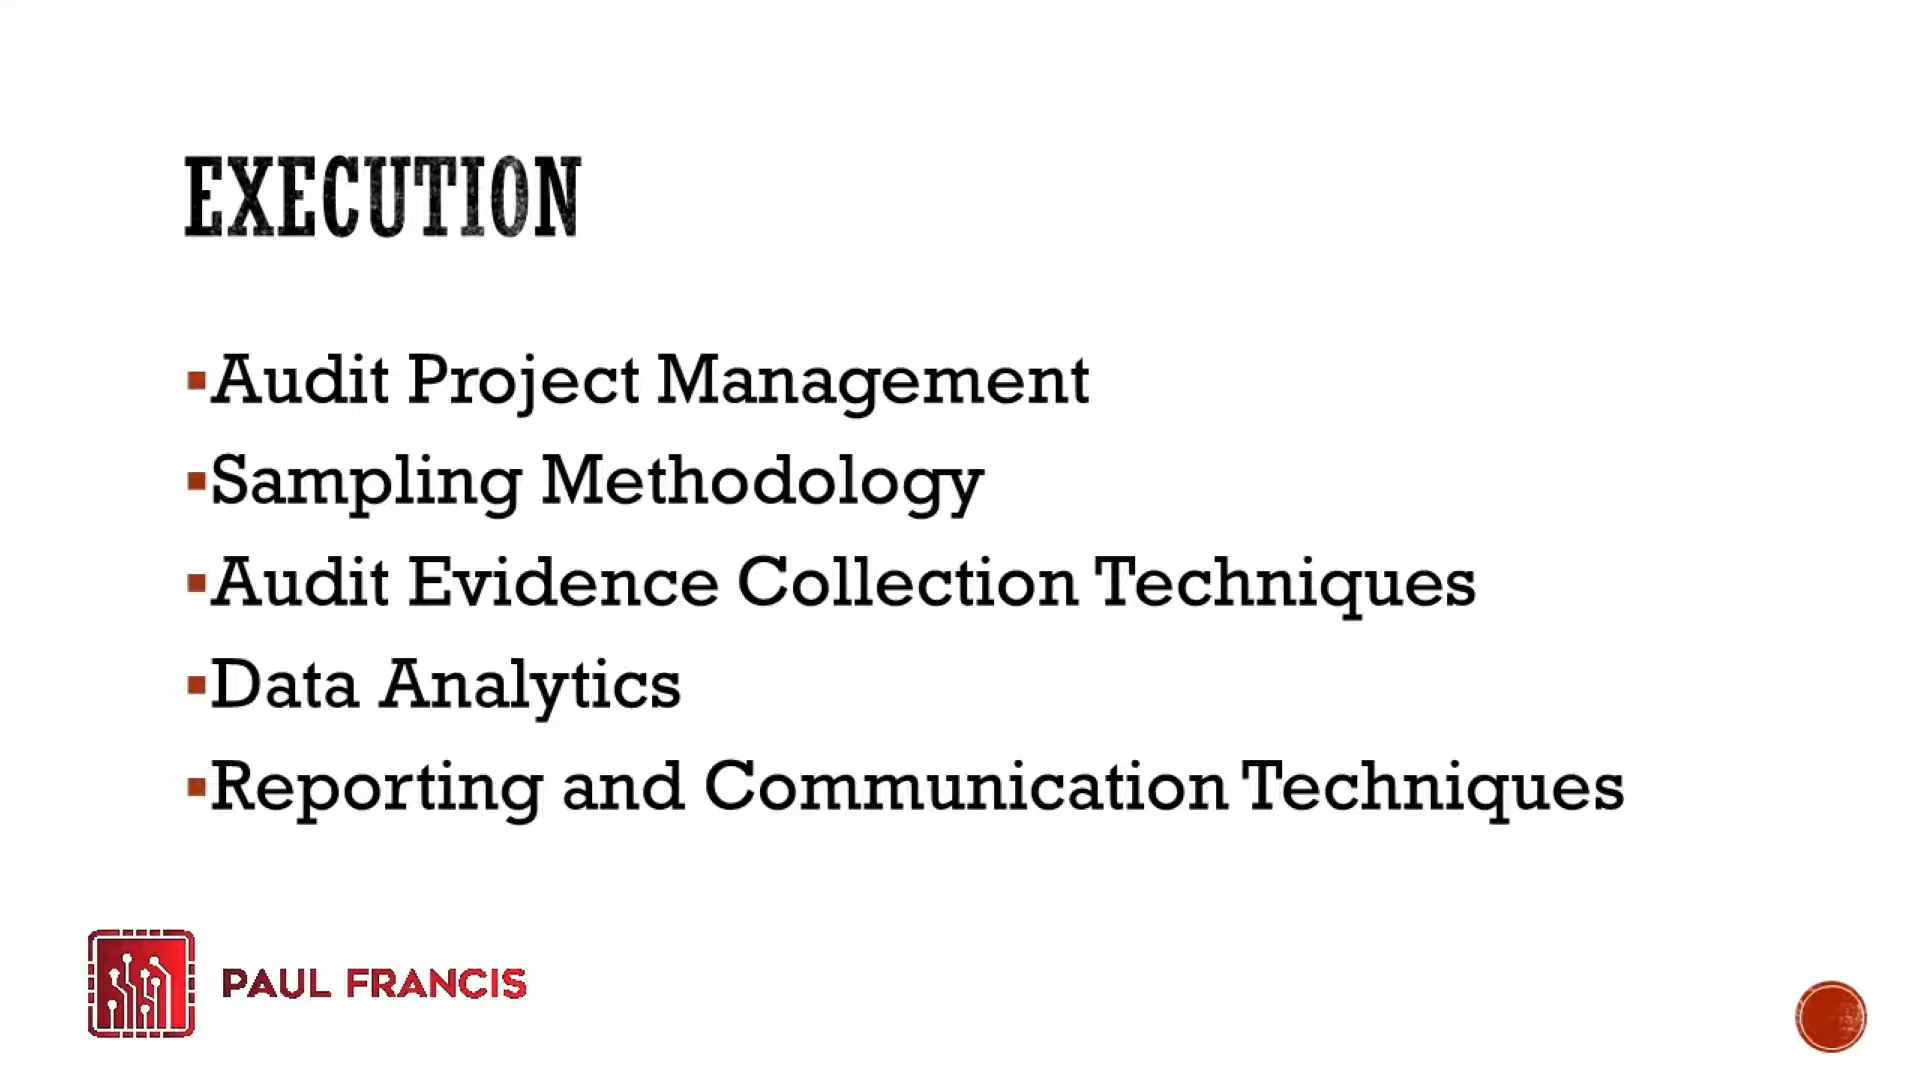 EXECUTION
▪Audit Project Management
▪Sampling Methodology
▪Audit Evidence Collection Techniques
▪Data Analytics
▪Reporting and Communication Techniques
PAUL FRANCIS